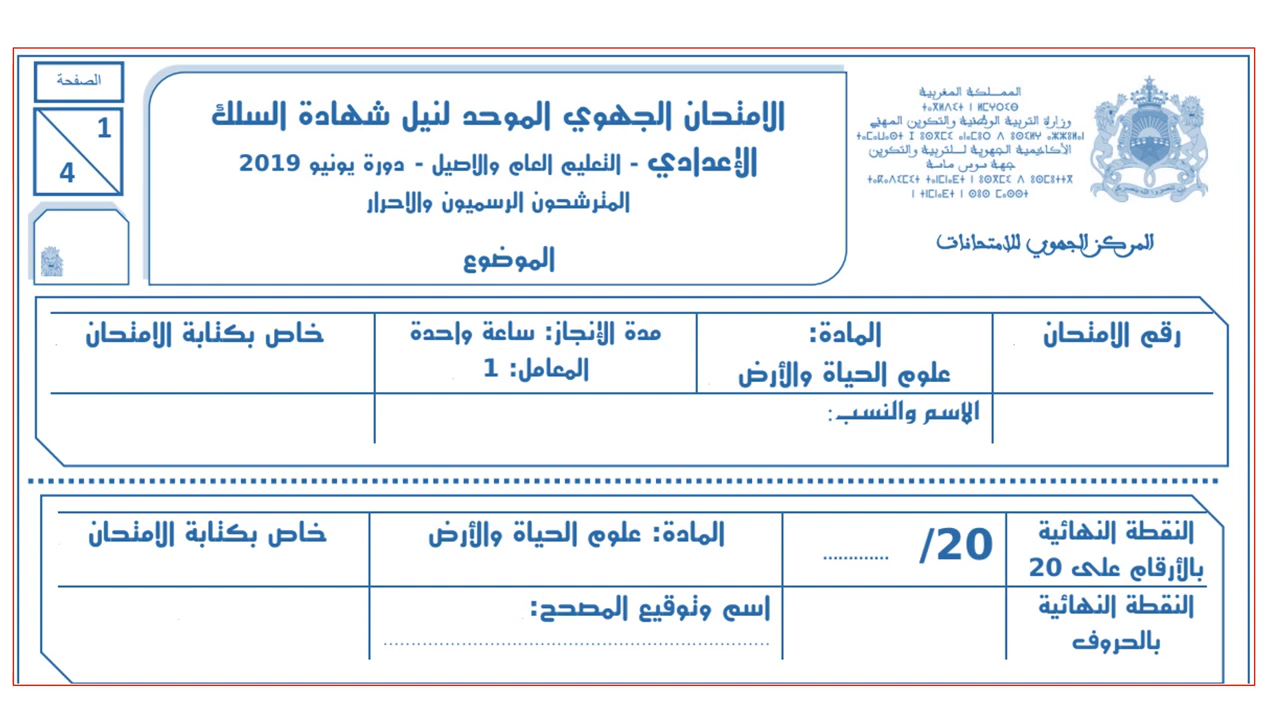 المملكة المغربية
ⵜⴰⴳⵍⴷⵉⵜ ⵏ ⵍⵎⵖⵔⵉⴱ
وزارة التربية الوطنية والتكوين المهني
الأكاديمية الجهوية للتربية والتكوين
جهة سوس ماسة
المركز الجهوي للامتحانات
الامتحان الجهوي الموحد لنيل شهادة السلك
الإعدادي - التعليم العام والاصيل - دورة يونيو 2019
المترشحون الرسميون والاحرار
الموضوع
الصفحة
1
4
رقم الامتحان
المادة:
علوم الحياة والأرض
مدة الإنجاز: ساعة واحدة
المعامل: 1
خاص بكتابة الامتحان
الاسم والنسب:
النقطة النهائية
بالأرقام على 20
............. /20
المادة: علوم الحياة والأرض
خاص بكتابة الامتحان
النقطة النهائية
بالحروف
اسم وتوقيع المصحح: